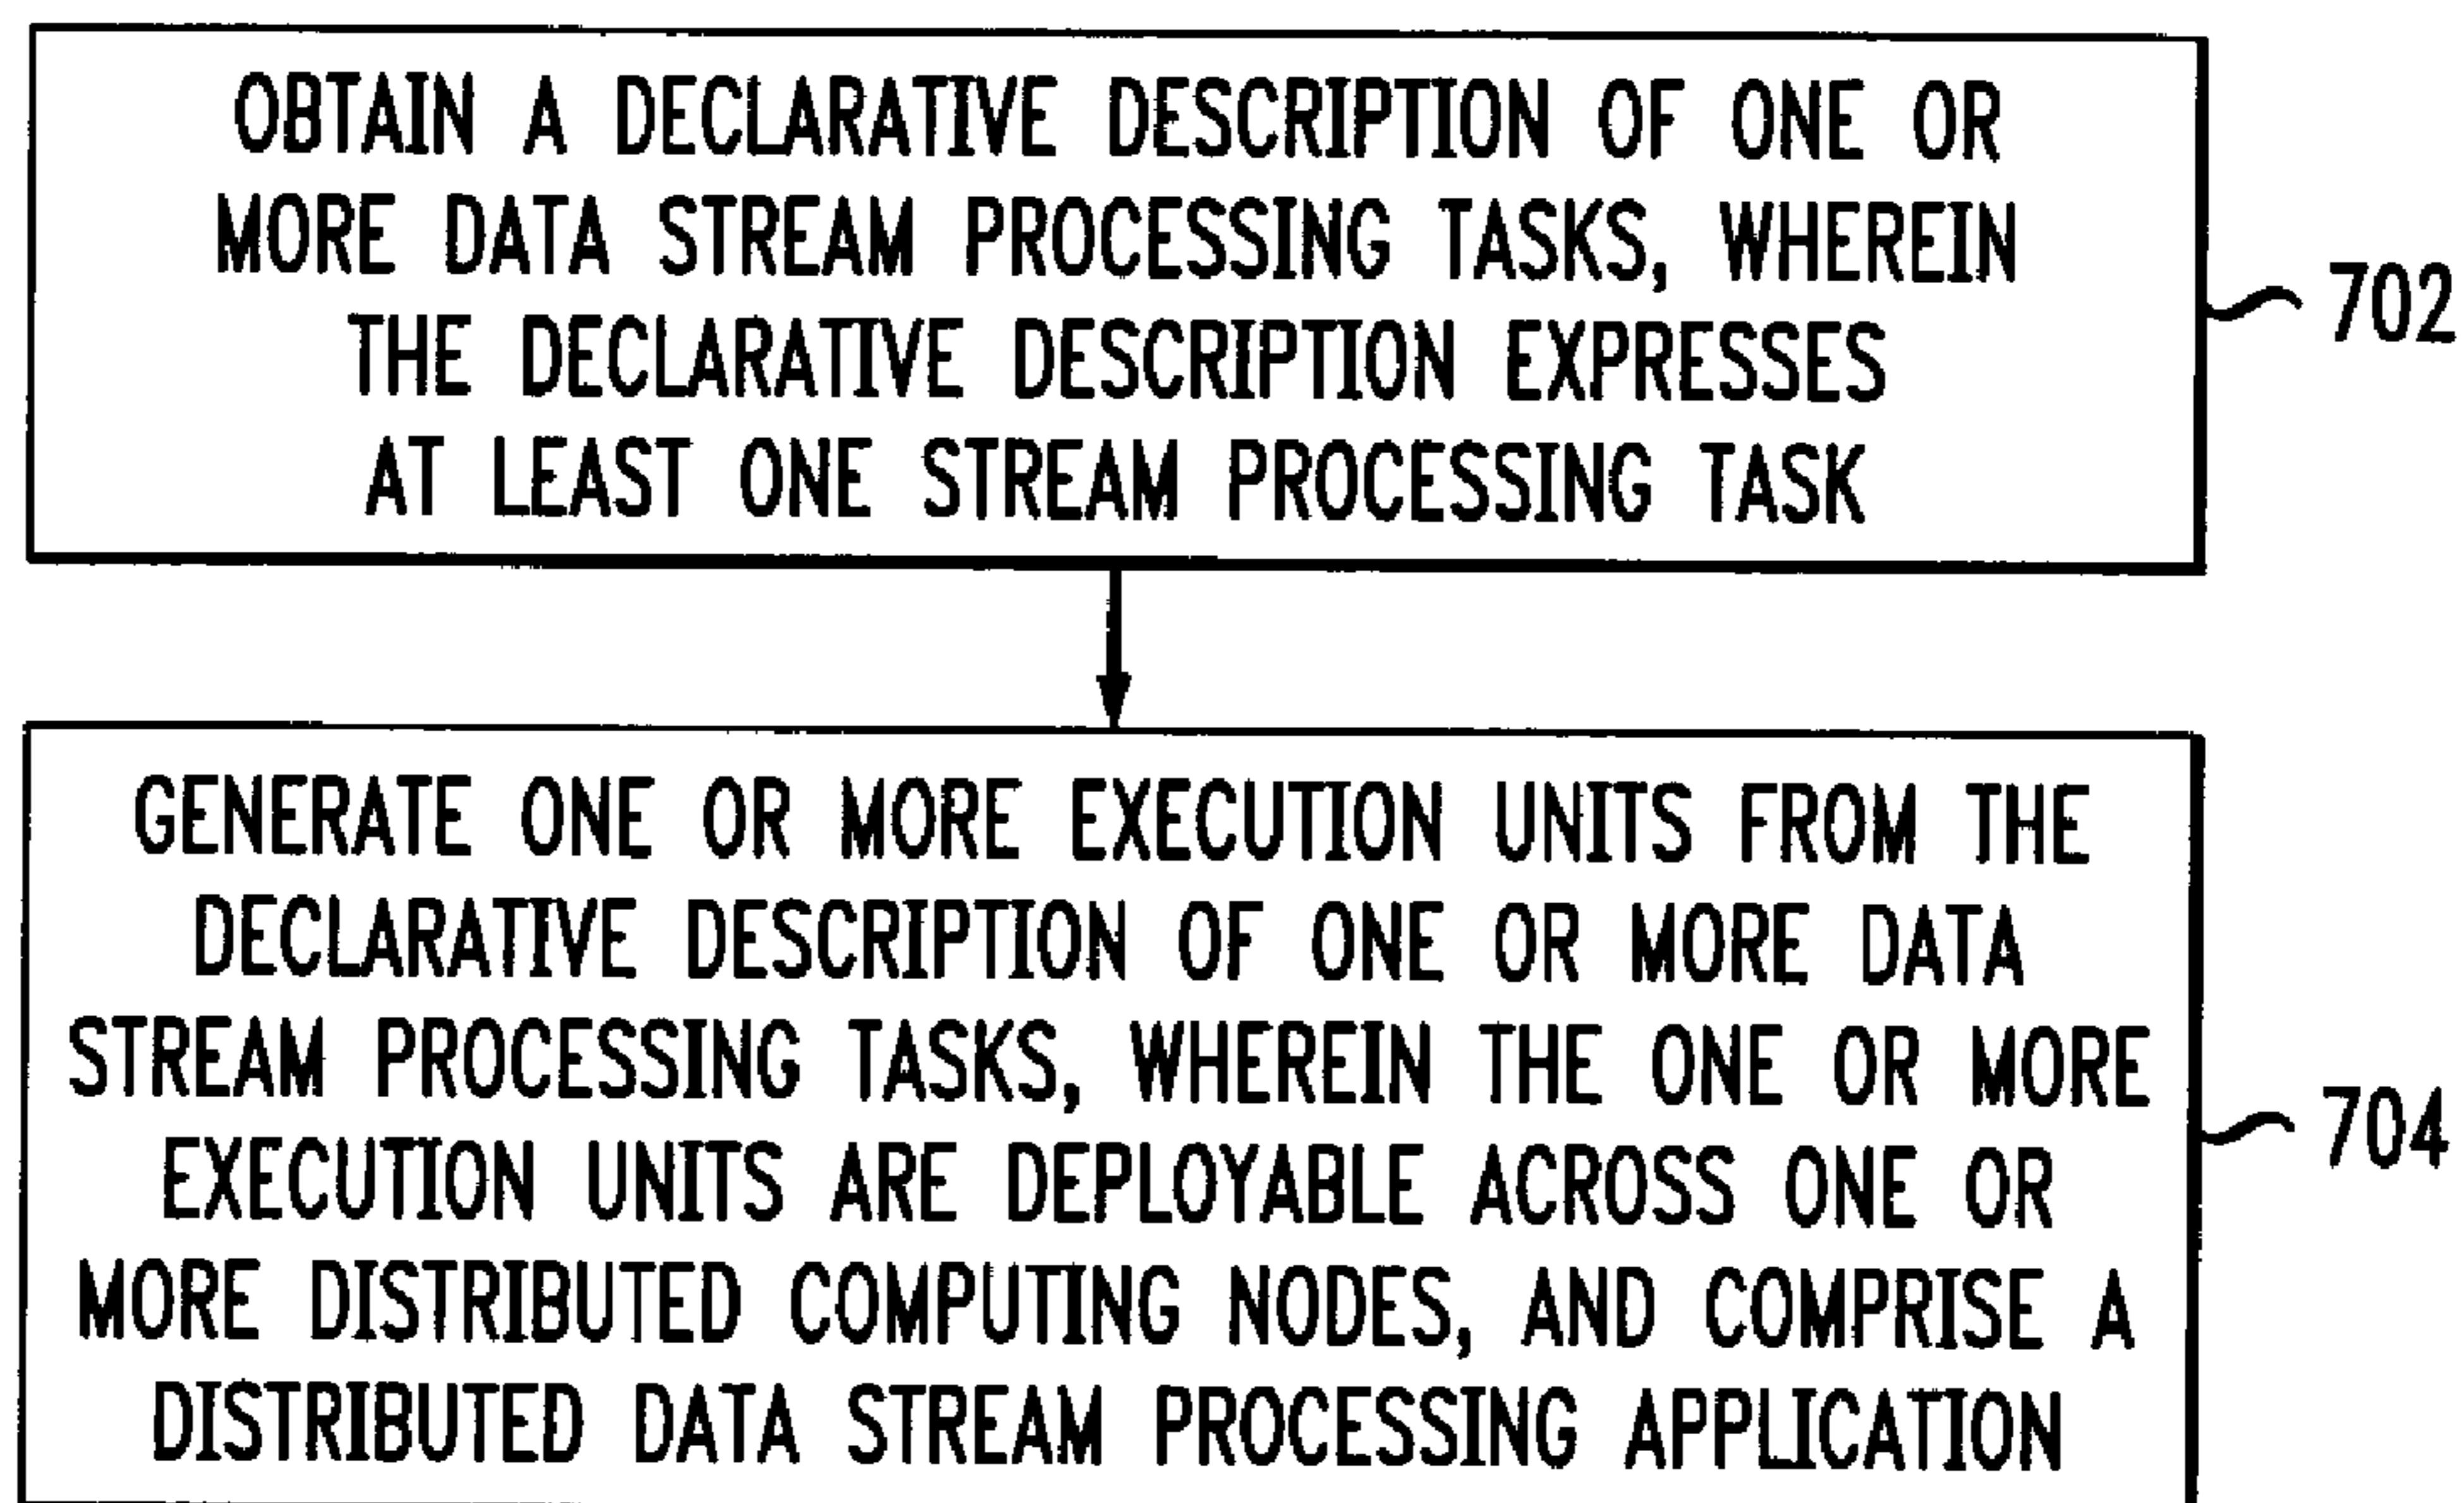 OBTAIN A DECLARATIVE DESCRIPTION OF ONE OR
MORE DATA STREAM PROCESSING TASKS, WHEREIN
THE DECLARATIVE DESCRIPTION EXPRESSES
AT LEAST ONE STREAM PROCESSING TASK
702
GENERATE ONE OR MORE EXECUTION UNITS FROM THE
DECLARATIVE DESCRIPTION OF ONE OR MORE DATA
STREAM PROCESSING TASKS, WHEREIN THE ONE OR MORE
EXECUTION UNITS ARE DEPLOYABLE ACROSS ONE OR
MORE DISTRIBUTED COMPUTING NODES, AND COMPRISE A
DISTRIBUTED DATA STREAM PROCESSING APPLICATION
704